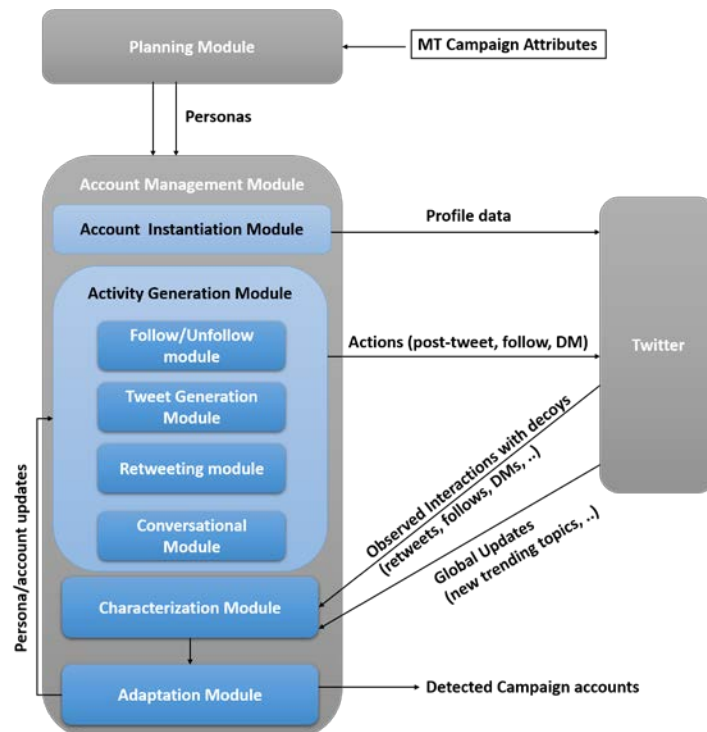 Planning Module
MT Campaign Attributes
Personas
Account Management Module
Account Instantiation Module
Profile data
Activity Generation Module
Follow/Unfollow
module
Tweet Generation
Module
Retweeting module
Conversational
Module
Actions (post-tweet, follow, DM)
Twitter
Observed Interactions with decoys
(retweets, follows, DMs, ..)
Global Updates
(new trending topics, ..)
Persona/account updates
Characterization Module
Adaptation Module
Detected Campaign accounts